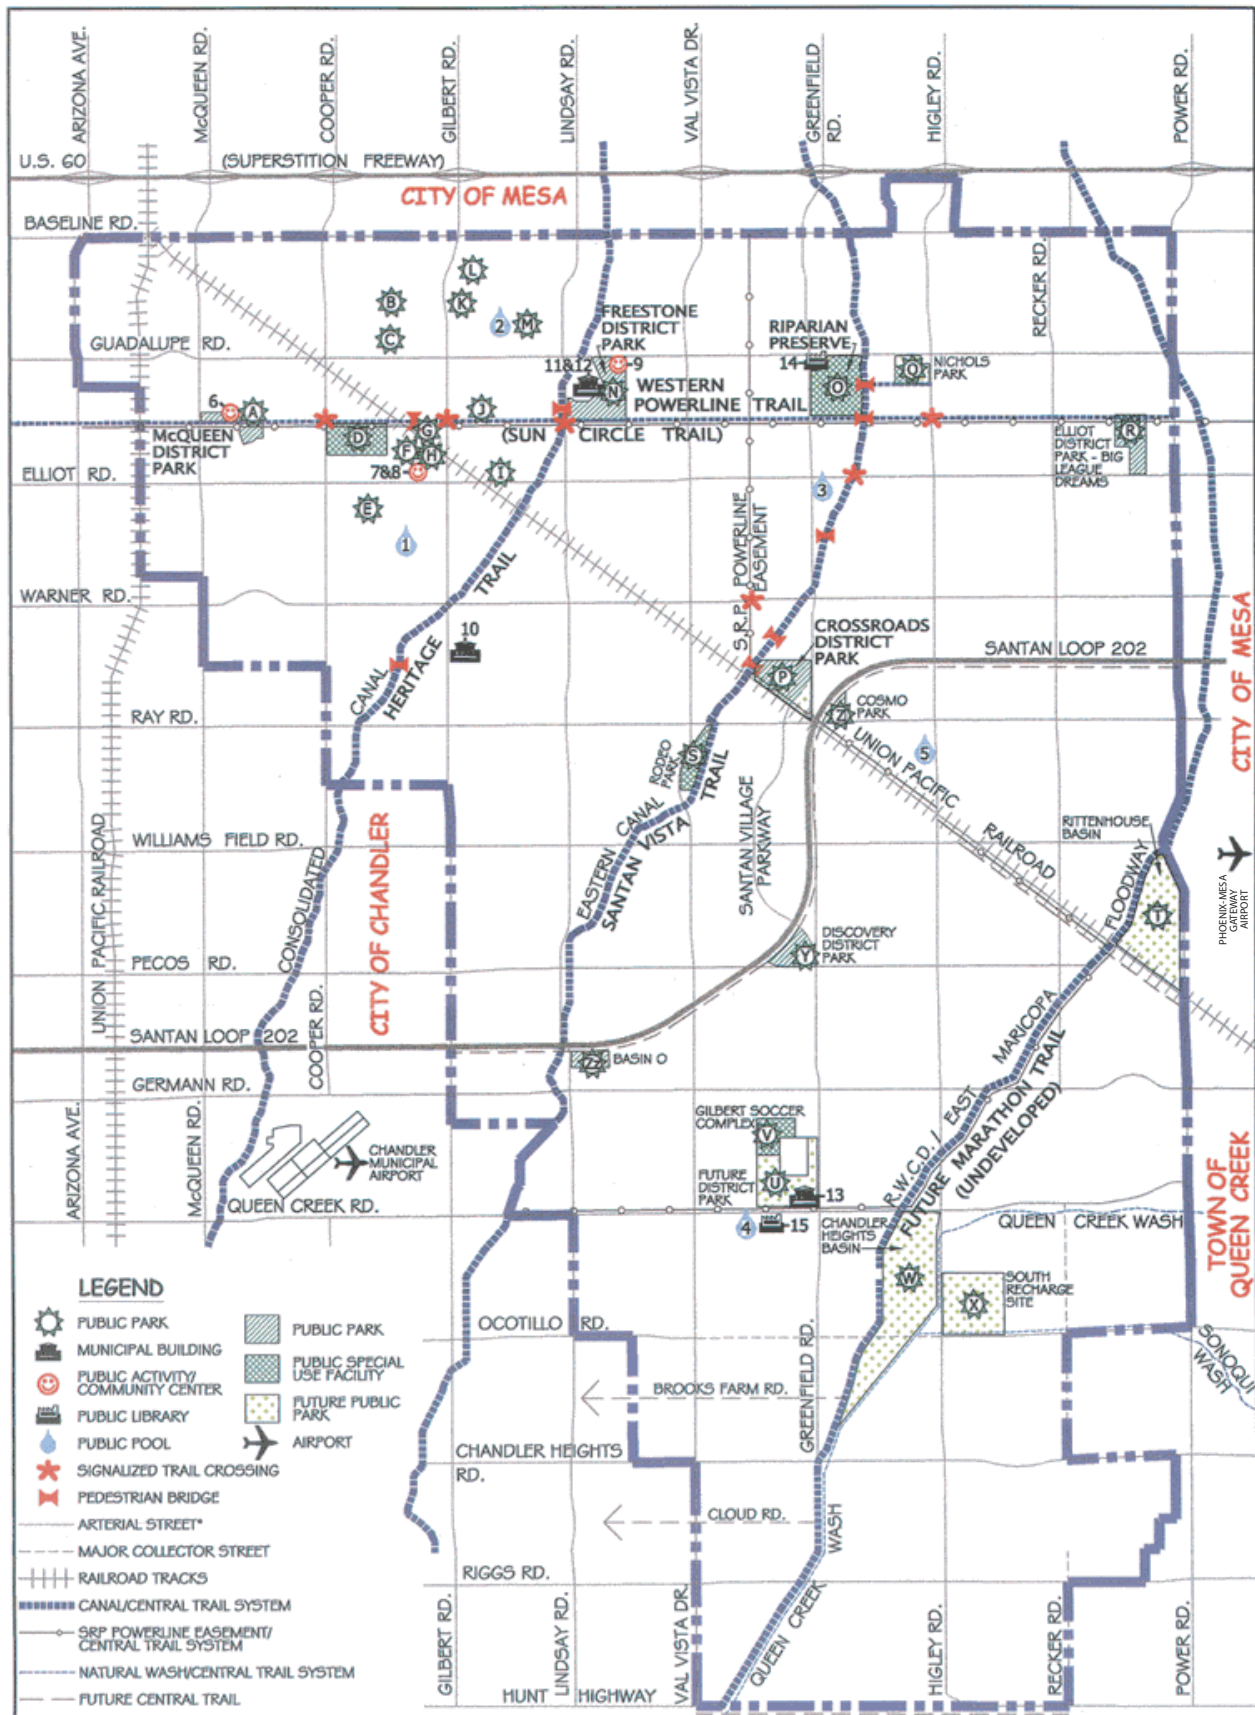 ARIZONA AVE.
McQUEEN RD.
COOPER RD.
GILBERT RD.
LINDSAY RD.
VAL VISTA DR.
GREENFIELD
RD.
HIGLEY RD.
POWER RD.
U.S. 60
(SUPERSTITION FREEWAY)
CITY OF MESA
BASELINE RD.
RECKER RD.
L
B
K
C
2
M
FREESTONE
DISTRICT
PARK
RIPARIAN
PRESERVE
GUADALUPE RD.
11&12
9
14
N
O
Q
NICHOLS
PARK
WESTERN
POWERLINE TRAIL
6
A
J
McQUEEN
DISTRICT
PARK
D
G
F
H
(SUN CIRCLE TRAIL)
ELLIOT
DISTRICT
PARK - BIG
LEAGUE
DREAMS
R
ELLIOT RD.
7&8
I
3
E
1
S.R.P. POWERLINE
EASEMENT
WARNER RD.
10
CANAL
HERITAGE
TRAIL
CROSSROADS
DISTRICT
PARK
P
SANTAN LOOP 202
CITY OF MESA
RAY RD.
Z
COSMO
PARK
UNION PACIFIC
RAILROAD
5
RODEO
PARK
S
EASTERN
CANAL
SANTAN VISTA
TRAIL
SANTAN VILLAGE
PARKWAY
WILLIAMS FIELD RD.
RITTENHOUSE
BASIN
T
PHOENIX-MESA
GATEWAY
AIRPORT
UNION PACIFIC RAILROAD
CONSOLIDATED
CITY OF CHANDLER
PECOS RD.
DISCOVERY
DISTRICT
PARK
Y
R.W.C.D. / EAST
MARICOPA
FLOODWAY
FUTURE MARATHON TRAIL
(UNDEVELOPED)
SANTAN LOOP 202
COOPER RD.
ZZ
BASIN O
GERMANN RD.
ARIZONA AVE.
McQUEEN RD.
CHANDLER
MUNICIPAL
AIRPORT
GILBERT SOCCER
COMPLEX
V
FUTURE
DISTRICT
PARK
U
13
TOWN OF
QUEEN CREEK
QUEEN CREEK RD.
4
15
CHANDLER
HEIGHTS
BASIN
W
QUEEN CREEK WASH
SOUTH
RECHARGE
SITE
X
OCOTILLO RD.
SONOQUI
WASH
BROOKS FARM RD.
GREENFIELD RD.
CHANDLER HEIGHTS
RD.
CLOUD RD.
QUEEN CREEK
WASH
RIGGS RD.
GILBERT RD.
LINDSAY RD.
VAL VISTA DR.
HIGLEY RD.
RECKER RD.
POWER RD.
HUNT HIGHWAY
LEGEND
PUBLIC PARK
MUNICIPAL BUILDING
PUBLIC ACTIVITY/
COMMUNITY CENTER
PUBLIC LIBRARY
PUBLIC POOL
SIGNALIZED TRAIL CROSSING
PEDESTRIAN BRIDGE
ARTERIAL STREET*
MAJOR COLLECTOR STREET
RAILROAD TRACKS
CANAL/CENTRAL TRAIL SYSTEM
SRP POWERLINE EASEMENT/
CENTRAL TRAIL SYSTEM
NATURAL WASH/CENTRAL TRAIL SYSTEM
FUTURE CENTRAL TRAIL
PUBLIC PARK
PUBLIC SPECIAL
USE FACILITY
FUTURE PUBLIC
PARK
AIRPORT